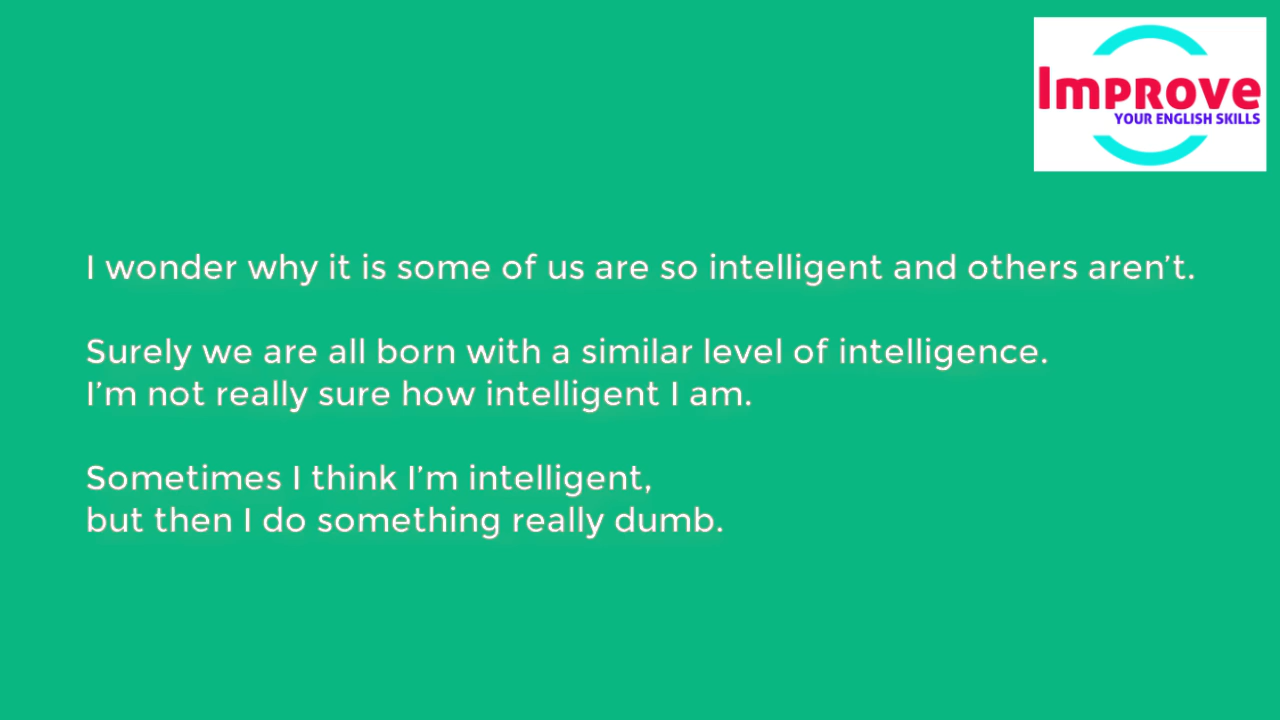 Improve
YOUR ENGLISH SKILLS
I wonder why it is some of us are so intelligent and others aren’t.
Surely we are all born with a similar level of intelligence.
I’m not really sure how intelligent I am.
Sometimes I think I’m intelligent,
but then I do something really dumb.